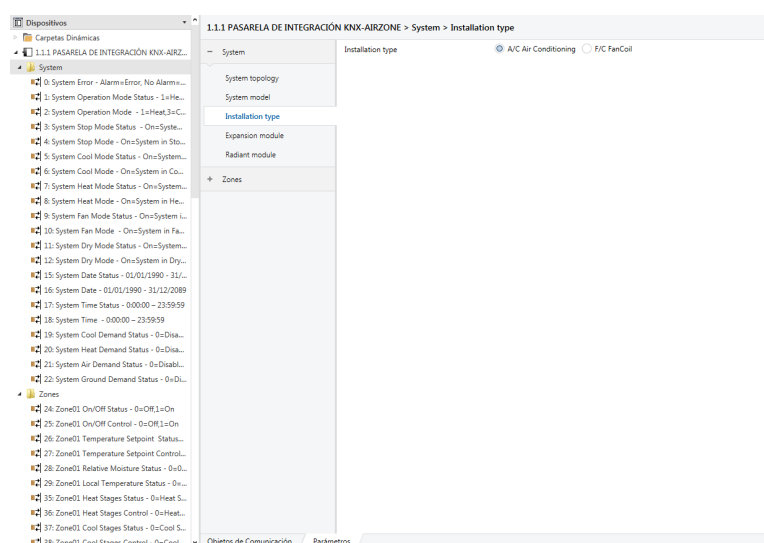 Dispositivos
Carpetas Dinámicas
1.1.1 PASARELA DE INTEGRACIÓN KNX-AIRZ...
System
0: System Error - Alarm=Error, No Alarm=...
1: System Operation Mode Status - 1=He...
2: System Operation Mode - 1=Heat,3=C...
3: System Stop Mode Status - On=Syste...
4: System Stop Mode - On=System in Sto...
5: System Cool Mode Status - On=System...
6: System Cool Mode - On=System in Co...
7: System Heat Mode Status - On=System...
8: System Heat Mode - On=System in He...
9: System Fan Mode Status - On=System i...
10: System Fan Mode - On=System in Fa...
11: System Dry Mode Status - On=System...
12: System Dry Mode - On=System in Dry...
15: System Date Status - 01/01/1990 - 31/...
16: System Date - 01/01/1990 - 31/12/2089
17: System Time Status - 0:00:00 – 23:59:59
18: System Time - 0:00:00 – 23:59:59
19: System Cool Demand Status - 0=Disa...
20: System Heat Demand Status - 0=Disa...
21: System Air Demand Status - 0=Disabl...
22: System Ground Demand Status - 0=Di...
Zones
24: Zone01 On/Off Status - 0=Off,1=On
25: Zone01 On/Off Control - 0=Off,1=On
26: Zone01 Temperature Setpoint Status...
27: Zone01 Temperature Setpoint Control...
28: Zone01 Relative Moisture Status - 0=0...
29: Zone01 Local Temperature Status - 0=...
35: Zone01 Heat Stages Status - 0=Heat S...
36: Zone01 Heat Stages Control - 0=Heat...
37: Zone01 Cool Stages Status - 0=Cool S...
38: Zone01 Cool Stages Control - 0=Cool...
1.1.1 PASARELA DE INTEGRACIÓN KNX-AIRZONE > System > Installation type
− System
System topology
System model
Installation type
Expansion module
Radiant module
+ Zones
Installation type A/C Air Conditioning F/C FanCoil
Objetos de Comunicación Parámetros